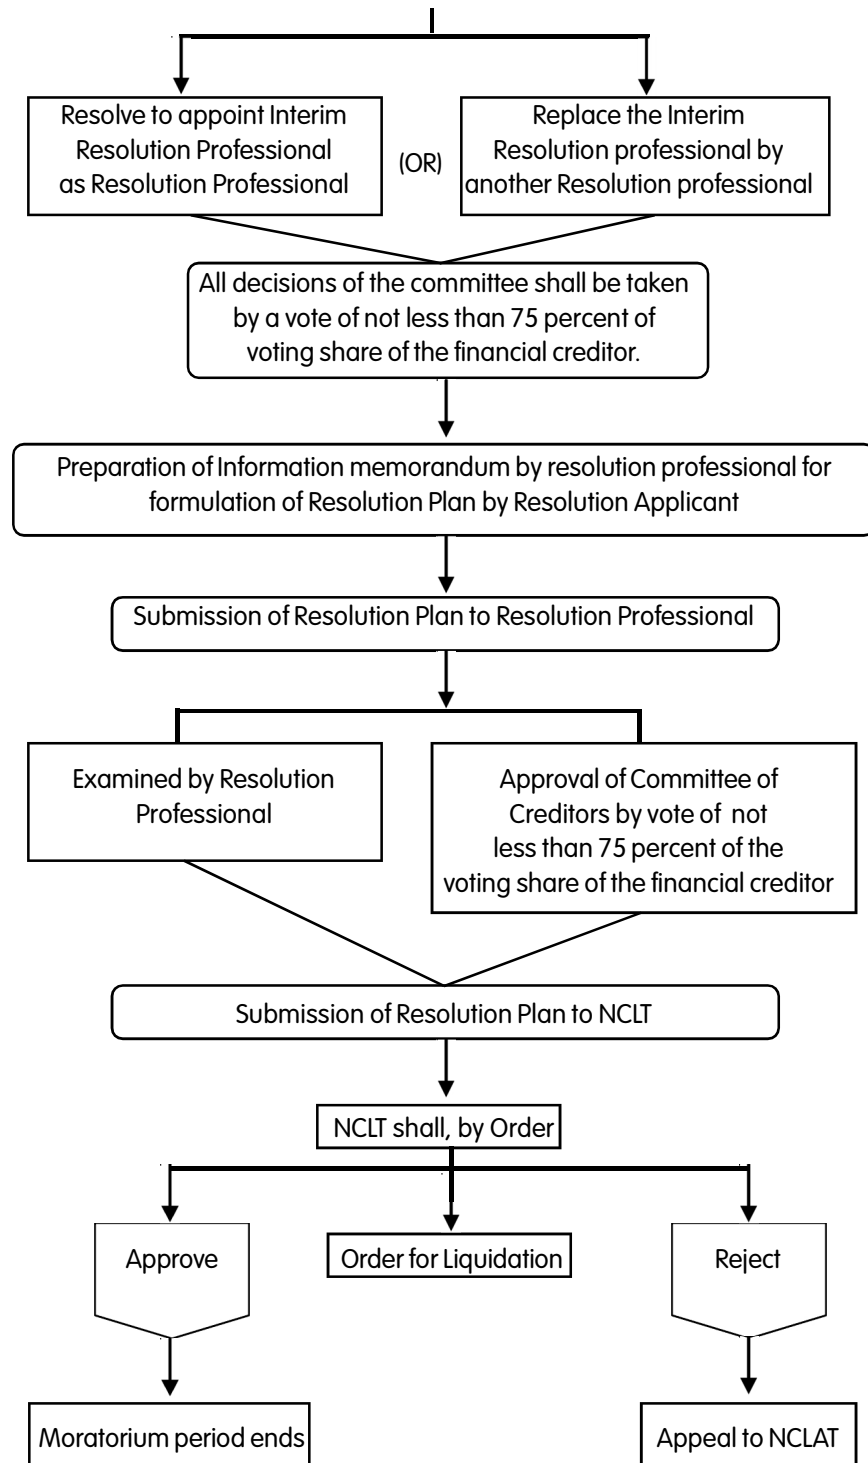 Resolve to appoint Interim
Resolution Professional
as Resolution Professional
(OR)
Replace the Interim
Resolution professional by
another Resolution professional
All decisions of the committee shall be taken
by a vote of not less than 75 percent of
voting share of the financial creditor.
Preparation of Information memorandum by resolution professional for
formulation of Resolution Plan by Resolution Applicant
Submission of Resolution Plan to Resolution Professional
Examined by Resolution
Professional
Approval of Committee of
Creditors by vote of not
less than 75 percent of the
voting share of the financial creditor
Submission of Resolution Plan to NCLT
NCLT shall, by Order
Approve
Order for Liquidation
Reject
Moratorium period ends
Appeal to NCLAT